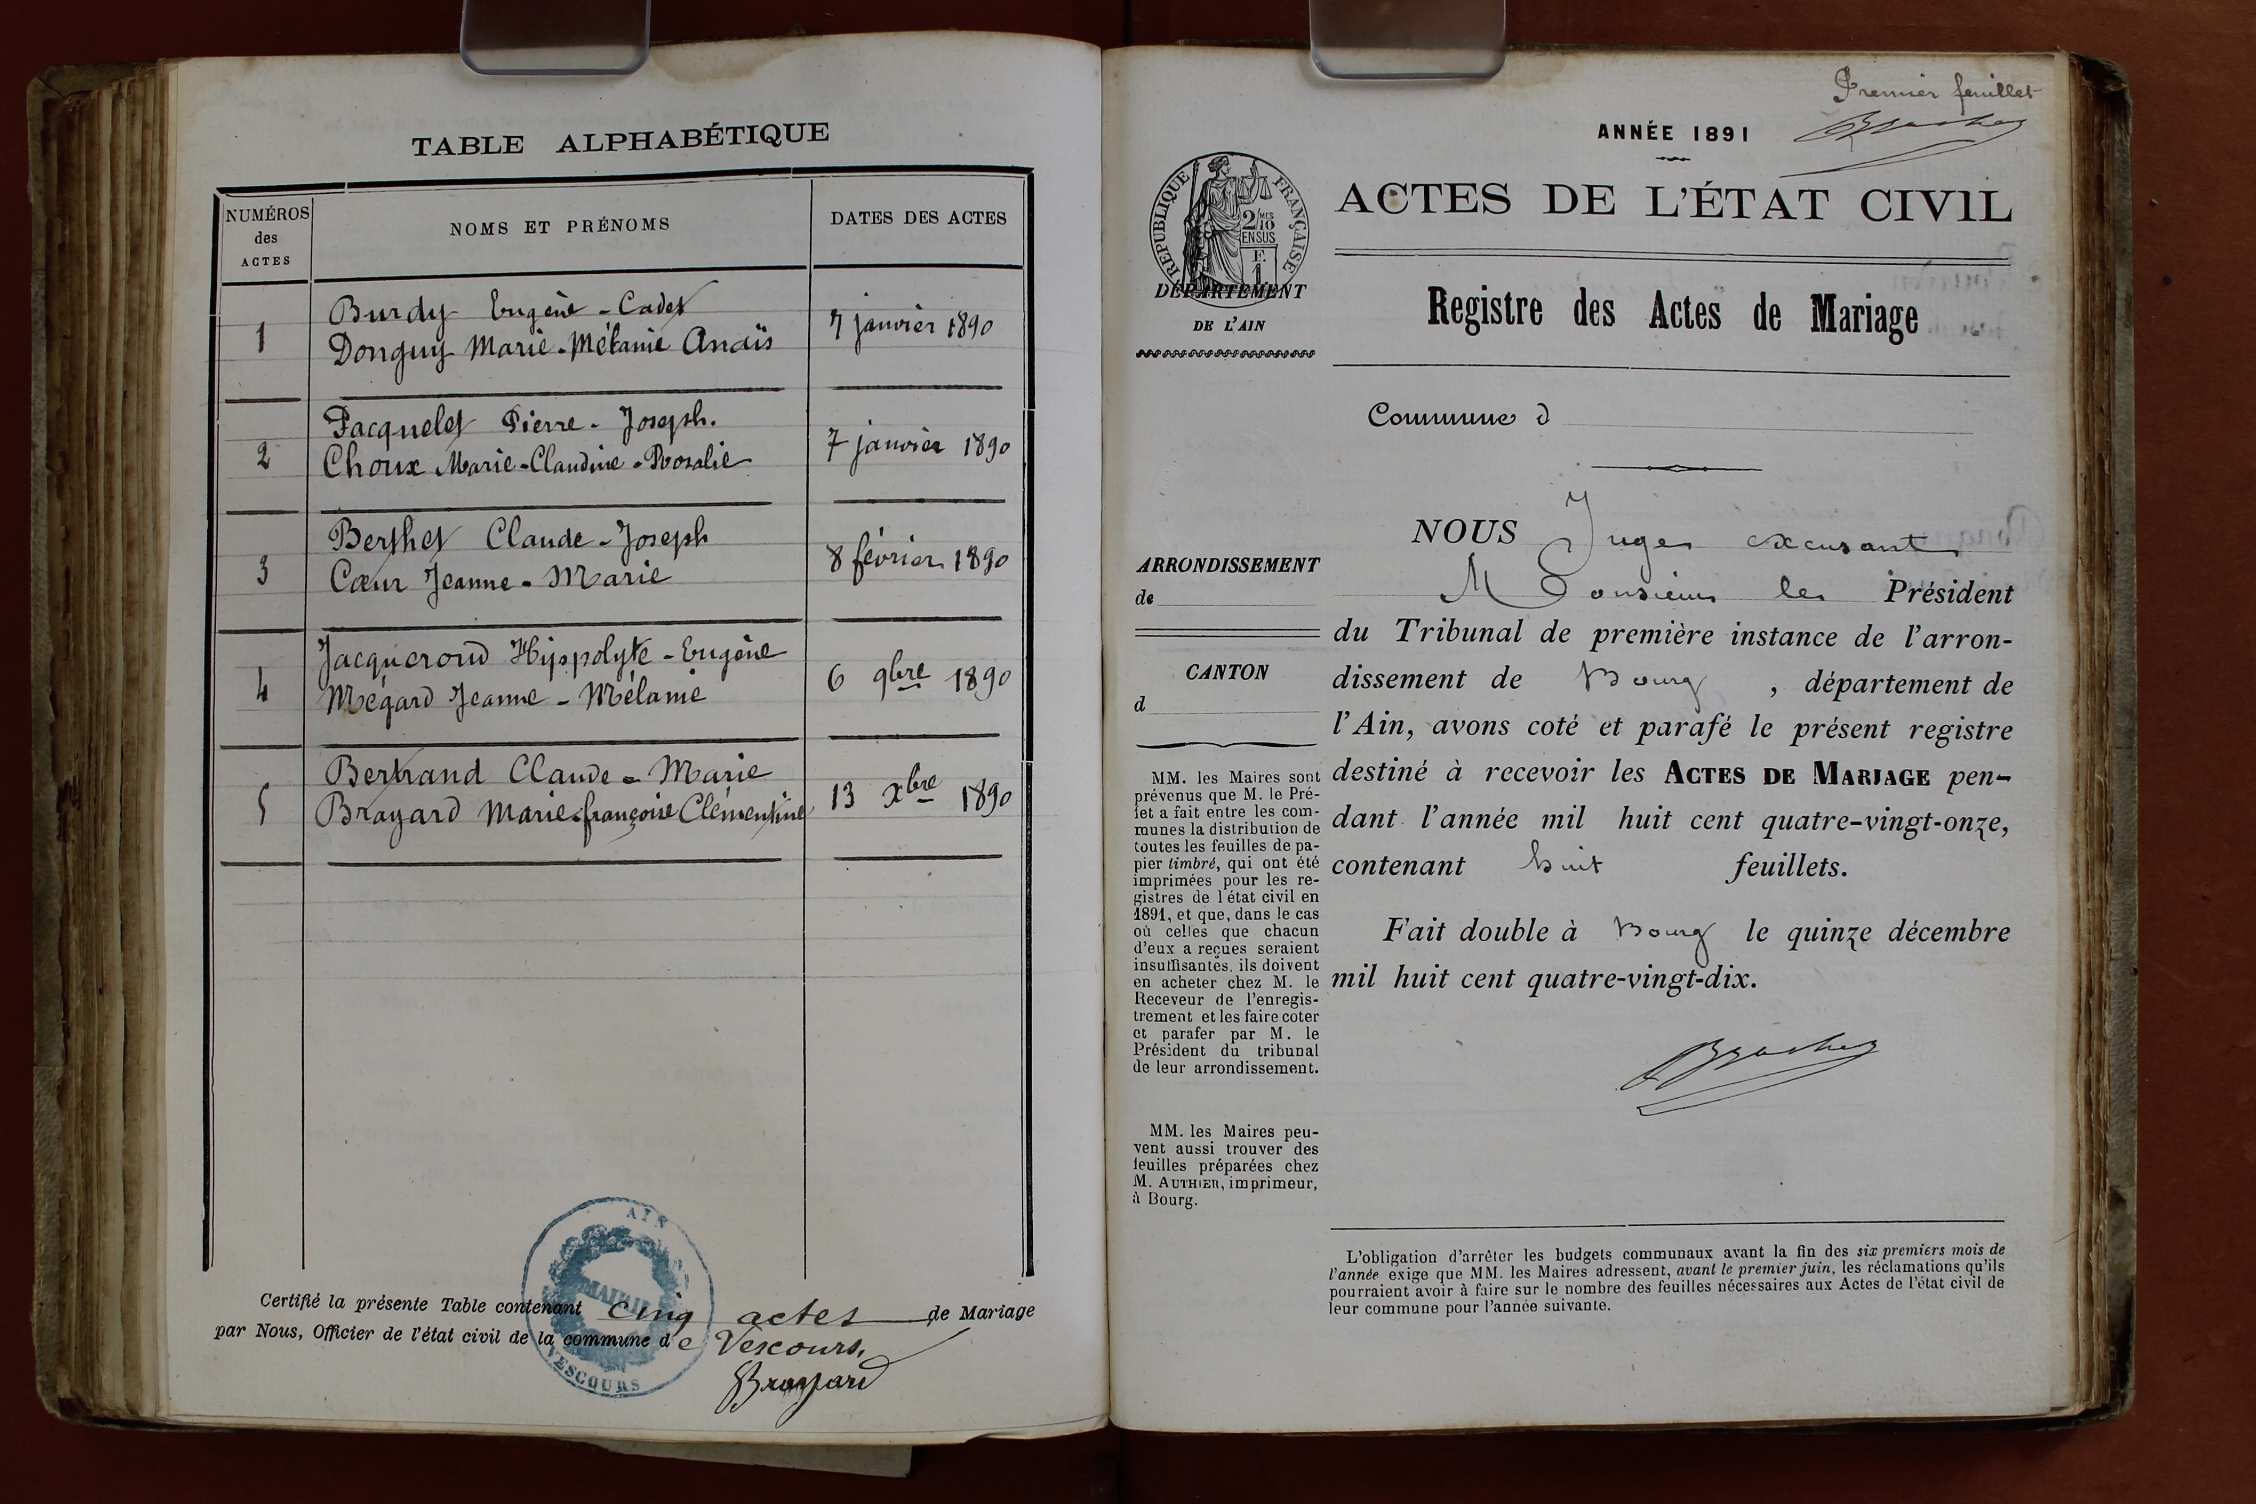 TABLE ALPHABÉTIQUE
NUMÉROS des ACTES
NOMS ET PRÉNOMS
DATES DES ACTES
1
Burdy Eugène - Cadet
Donguy Marie-Mélanie Anaïs
7 janvier 1890
2
Pacquelet Pierre - Joseph.
Choux Marie-Claudine-Rosalie
7 janvier 1890
3
Berthet Claude-Joseph
Cœur Jeanne-Marie
8 février 1890
4
Jacqueroud Hippolyte-Eugène
Mégard Jeanne-Mélanie
6 9bre 1890
5
Bertrand Claude-Marie
Brayard Marie-françoise Clémentine
13 Xbre 1890
AIN
MAIRIE
VESCOURS
Certifié la présente Table contenant cinq actes de Mariage
par Nous, Officier de l'état civil de la commune de Vescours.
Brayard
Premier feuillet
ANNÉE 1891
RÉPUBLIQUE FRANÇAISE
2/10 MES
EN SUS
F.
1
ACTES DE L'ÉTAT CIVIL
DÉPARTEMENT
DE L'AIN
Registre des Actes de Mariage
Commune d
ARRONDISSEMENT
de
CANTON
d
MM. les Maires sont
prévenus que M. le Pré-
fet a fait entre les com-
munes la distribution de
toutes les feuilles de pa-
pier timbré, qui ont été
imprimées pour les re-
gistres de l'état civil en
1891, et que, dans le cas
où celles que chacun
d'eux a reçues seraient
insuffisantes, ils doivent
en acheter chez M. le
Receveur de l'enregis-
trement et les faire coter
et parafer par M. le
Président du tribunal
de leur arrondissement.
MM. les Maires peu-
vent aussi trouver des
feuilles préparées chez
M. AUTHIER, imprimeur,
à Bourg.
NOUS Juge excusant
Monsieur le Président
du Tribunal de première instance de l'arron-
dissement de Bourg, département de
l'Ain, avons coté et parafé le présent registre
destiné à recevoir les ACTES DE MARIAGE pen-
dant l'année mil huit cent quatre-vingt-onze,
contenant huit feuillets.
Fait double à Bourg le quinze décembre
mil huit cent quatre-vingt-dix.
L'obligation d'arrêter les budgets communaux avant la fin des six premiers mois de
l'année exige que MM. les Maires adressent, avant le premier juin, les réclamations qu'ils
pourraient avoir à faire sur le nombre des feuilles nécessaires aux Actes de l'état civil de
leur commune pour l'année suivante.